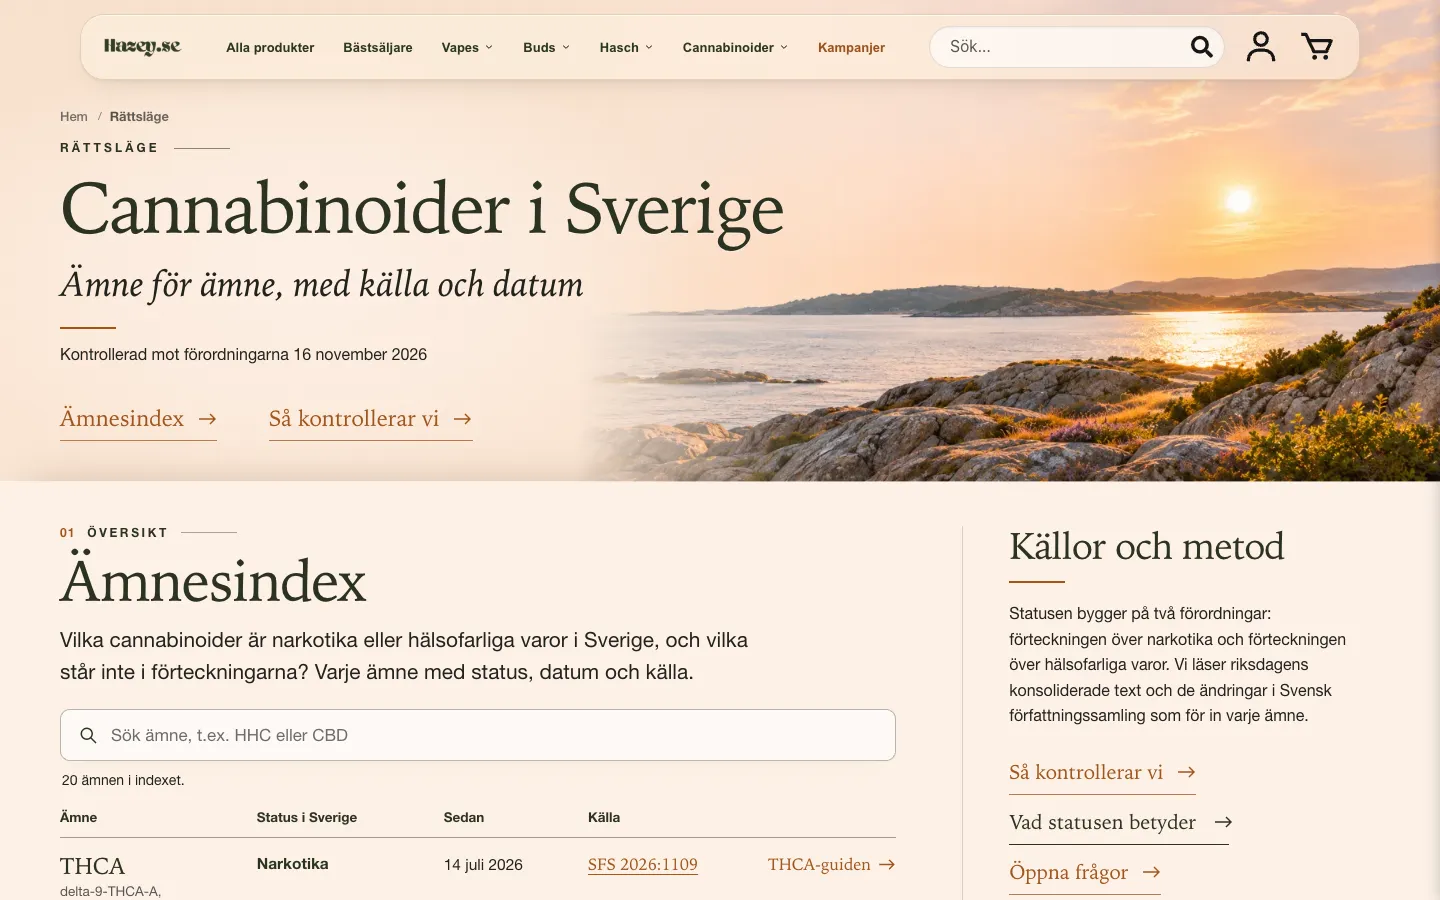 Hazey.se
Alla produkter
Bästsäljare
Vapes
Buds
Hasch
Cannabinoider
Kampanjer
Sök...
Hem / Rättsläge
RÄTTSLÄGE
Cannabinoider i Sverige
Ämne för ämne, med källa och datum
Kontrollerad mot förordningarna 16 november 2026
Ämnesindex →
Så kontrollerar vi →
01 ÖVERSIKT
Ämnesindex
Vilka cannabinoider är narkotika eller hälsofarliga varor i Sverige, och vilka
står inte i förteckningarna? Varje ämne med status, datum och källa.
Sök ämne, t.ex. HHC eller CBD
20 ämnen i indexet.
Ämne Status i Sverige Sedan Källa
THCA Narkotika 14 juli 2026 SFS 2026:1109 THCA-guiden →
delta-9-THCA-A,
Källor och metod
Statusen bygger på två förordningar:
förteckningen över narkotika och förteckningen
över hälsofarliga varor. Vi läser riksdagens
konsoliderade text och de ändringar i Svensk
författningssamling som för in varje ämne.
Så kontrollerar vi →
Vad statusen betyder →
Öppna frågor →